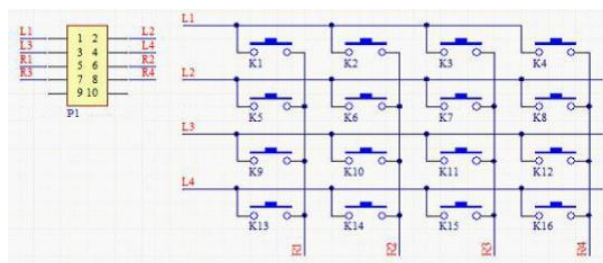 L1 1 2 L2
L3 3 4 L4
R1 5 6 R2
R3 7 8 R4
9 10
P1
L1
K1 K2 K3 K4
L2
K5 K6 K7 K8
L3
K9 K10 K11 K12
L4
K13 K14 K15 K16
R1 R2 R3 R4